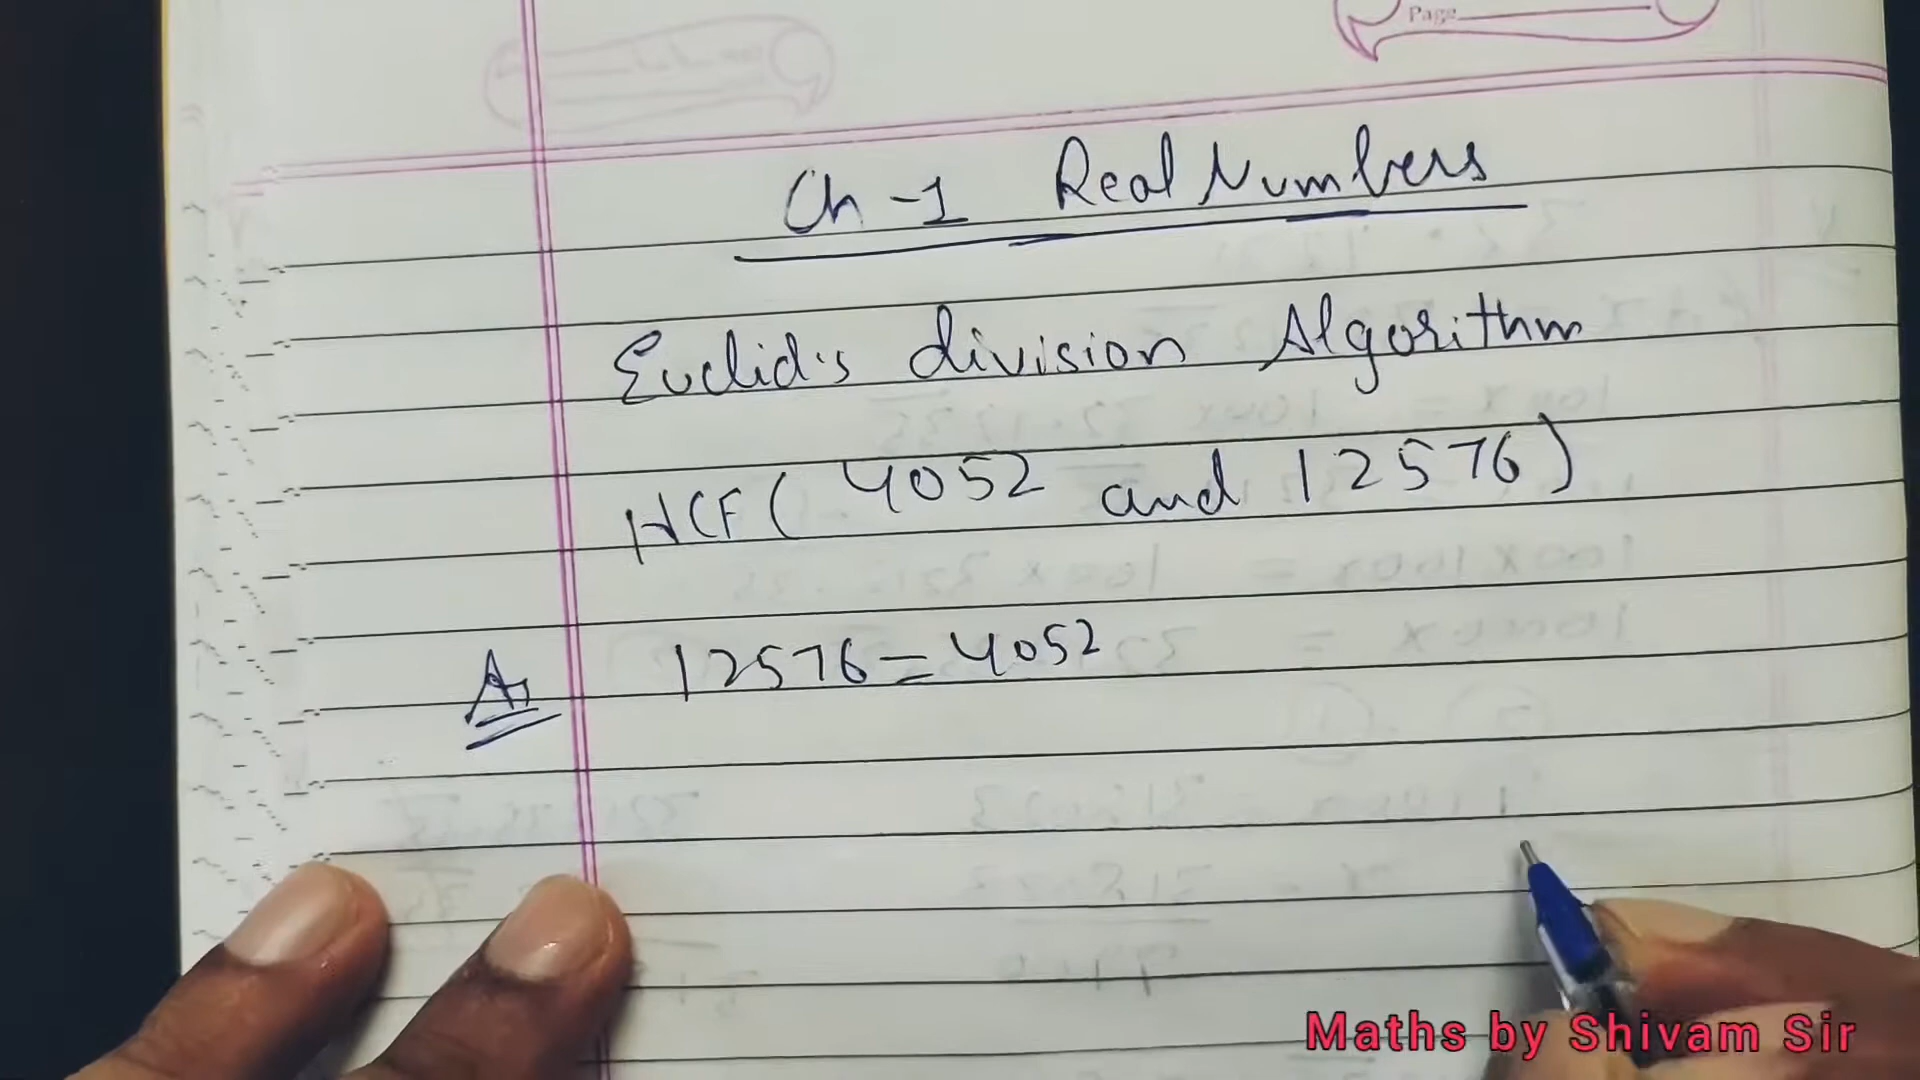 Page
Ch-1 Real Numbers
Euclid's division Algorithm
HCF( 4052 and 12576)
A 12576=4052
Maths by Shivam Sir